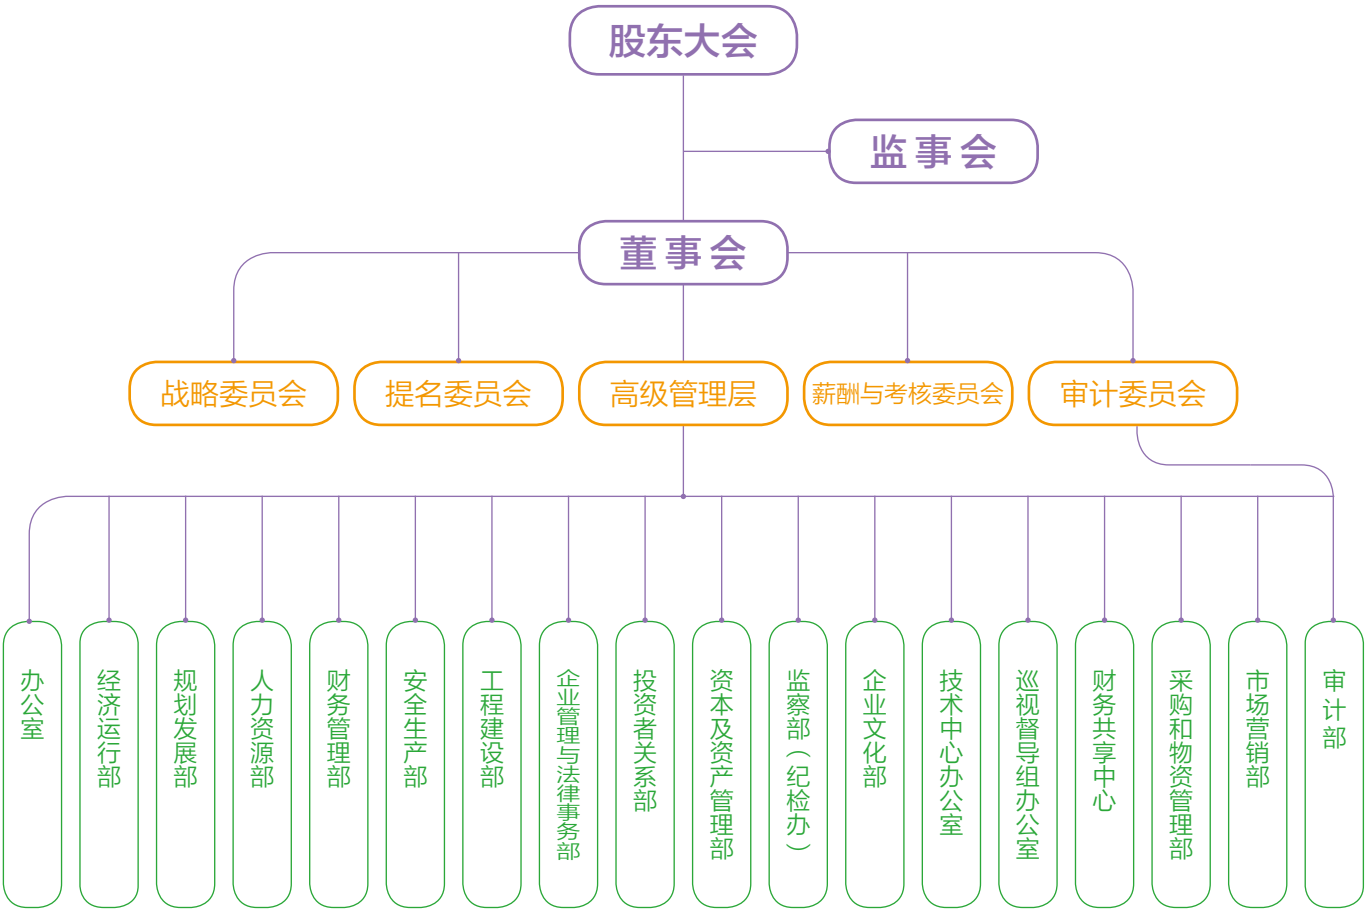 股东大会
监事会
董事会
战略委员会
提名委员会
高级管理层
薪酬与考核委员会
审计委员会
办公室
经济运行部
规划发展部
人力资源部
财务管理部
安全生产部
工程建设部
企业管理与法律事务部
投资者关系部
资本及资产管理部
监察部（纪检办）
企业文化部
技术中心办公室
巡视督导组办公室
财务共享中心
采购和物资管理部
市场营销部
审计部